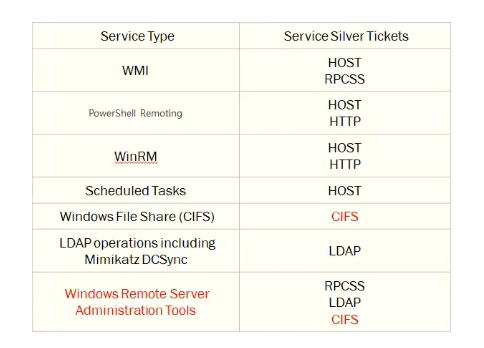 Service Type Service Silver Tickets
WMI HOST
RPCSS
PowerShell Remoting HOST
HTTP
WinRM HOST
HTTP
Scheduled Tasks HOST
Windows File Share (CIFS) CIFS
LDAP operations including
Mimikatz DCSync LDAP
Windows Remote Server
Administration Tools RPCSS
LDAP
CIFS